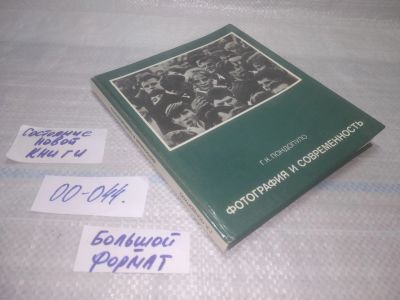 Состояние
новой
книги
00-044.
Большой
формат
Г.К. ПОНДОПУЛО
ФОТОГРАФИЯ И СОВРЕМЕННОСТЬ